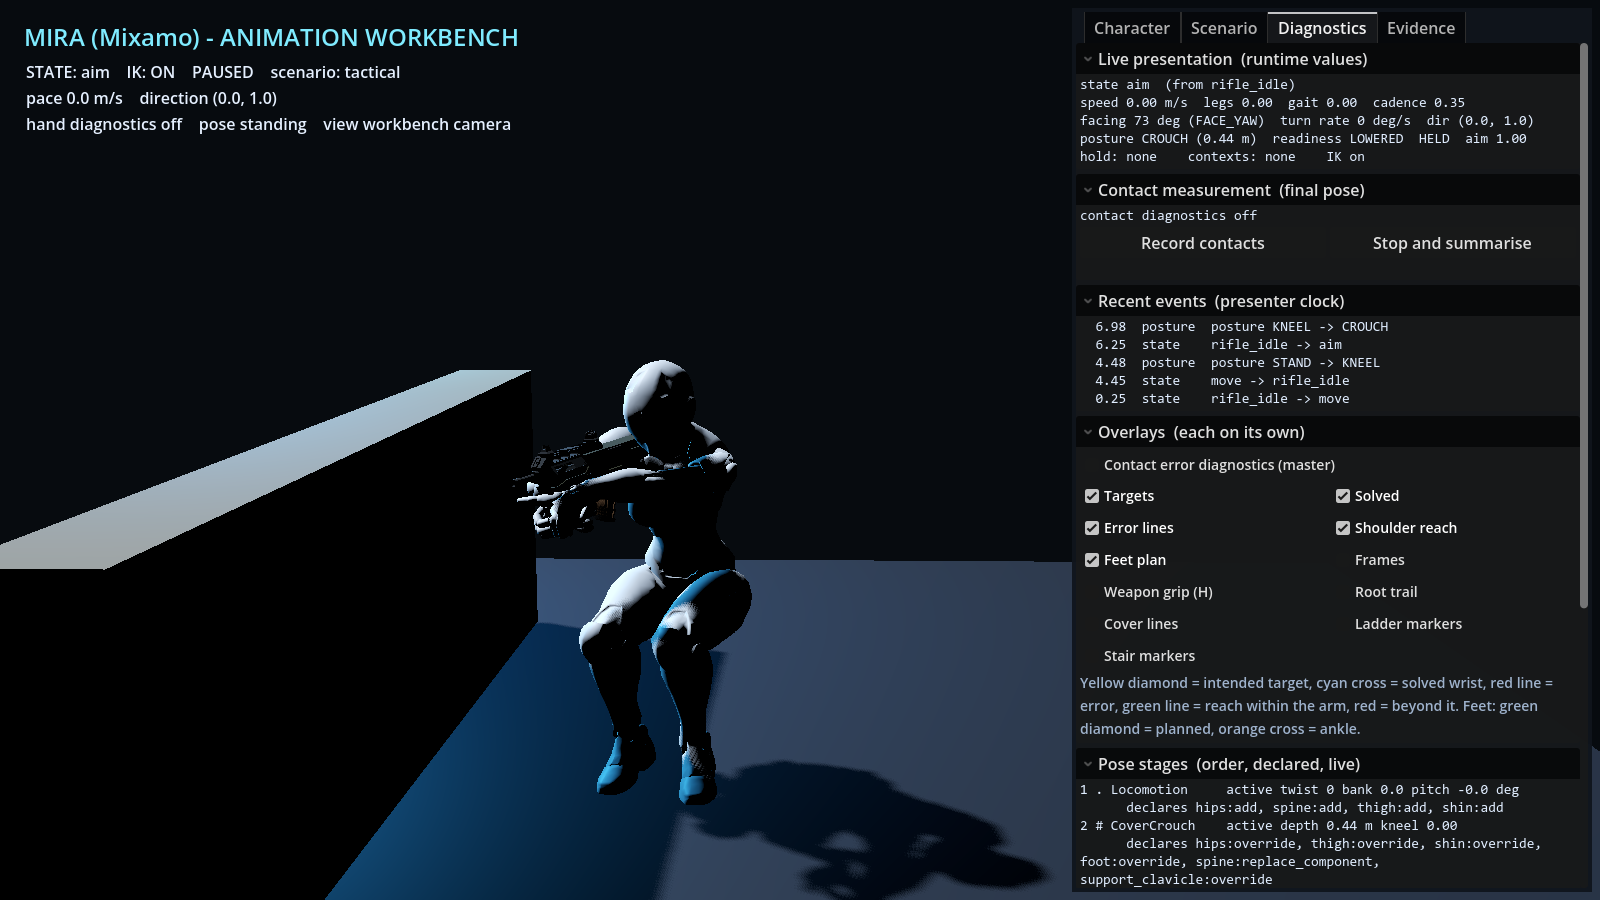 MIRA (Mixamo) - ANIMATION WORKBENCH
STATE: aim IK: ON PAUSED scenario: tactical
pace 0.0 m/s direction (0.0, 1.0)
hand diagnostics off pose standing view workbench camera
Character Scenario Diagnostics Evidence
Live presentation (runtime values)
state aim (from rifle_idle)
speed 0.00 m/s legs 0.00 gait 0.00 cadence 0.35
facing 73 deg (FACE_YAW) turn rate 0 deg/s dir (0.0, 1.0)
posture CROUCH (0.44 m) readiness LOWERED HELD aim 1.00
hold: none contexts: none IK on
Contact measurement (final pose)
contact diagnostics off
Record contacts Stop and summarise
Recent events (presenter clock)
6.98 posture posture KNEEL -> CROUCH
6.25 state rifle_idle -> aim
4.48 posture posture STAND -> KNEEL
4.45 state move -> rifle_idle
0.25 state rifle_idle -> move
Overlays (each on its own)
Contact error diagnostics (master)
Targets Solved
Error lines Shoulder reach
Feet plan Frames
Weapon grip (H) Root trail
Cover lines Ladder markers
Stair markers
Yellow diamond = intended target, cyan cross = solved wrist, red line =
error, green line = reach within the arm, red = beyond it. Feet: green
diamond = planned, orange cross = ankle.
Pose stages (order, declared, live)
1 . Locomotion active twist 0 bank 0.0 pitch -0.0 deg
declares hips:add, spine:add, thigh:add, shin:add
2 # CoverCrouch active depth 0.44 m kneel 0.00
declares hips:override, thigh:override, shin:override,
foot:override, spine:replace_component,
support_clavicle:override